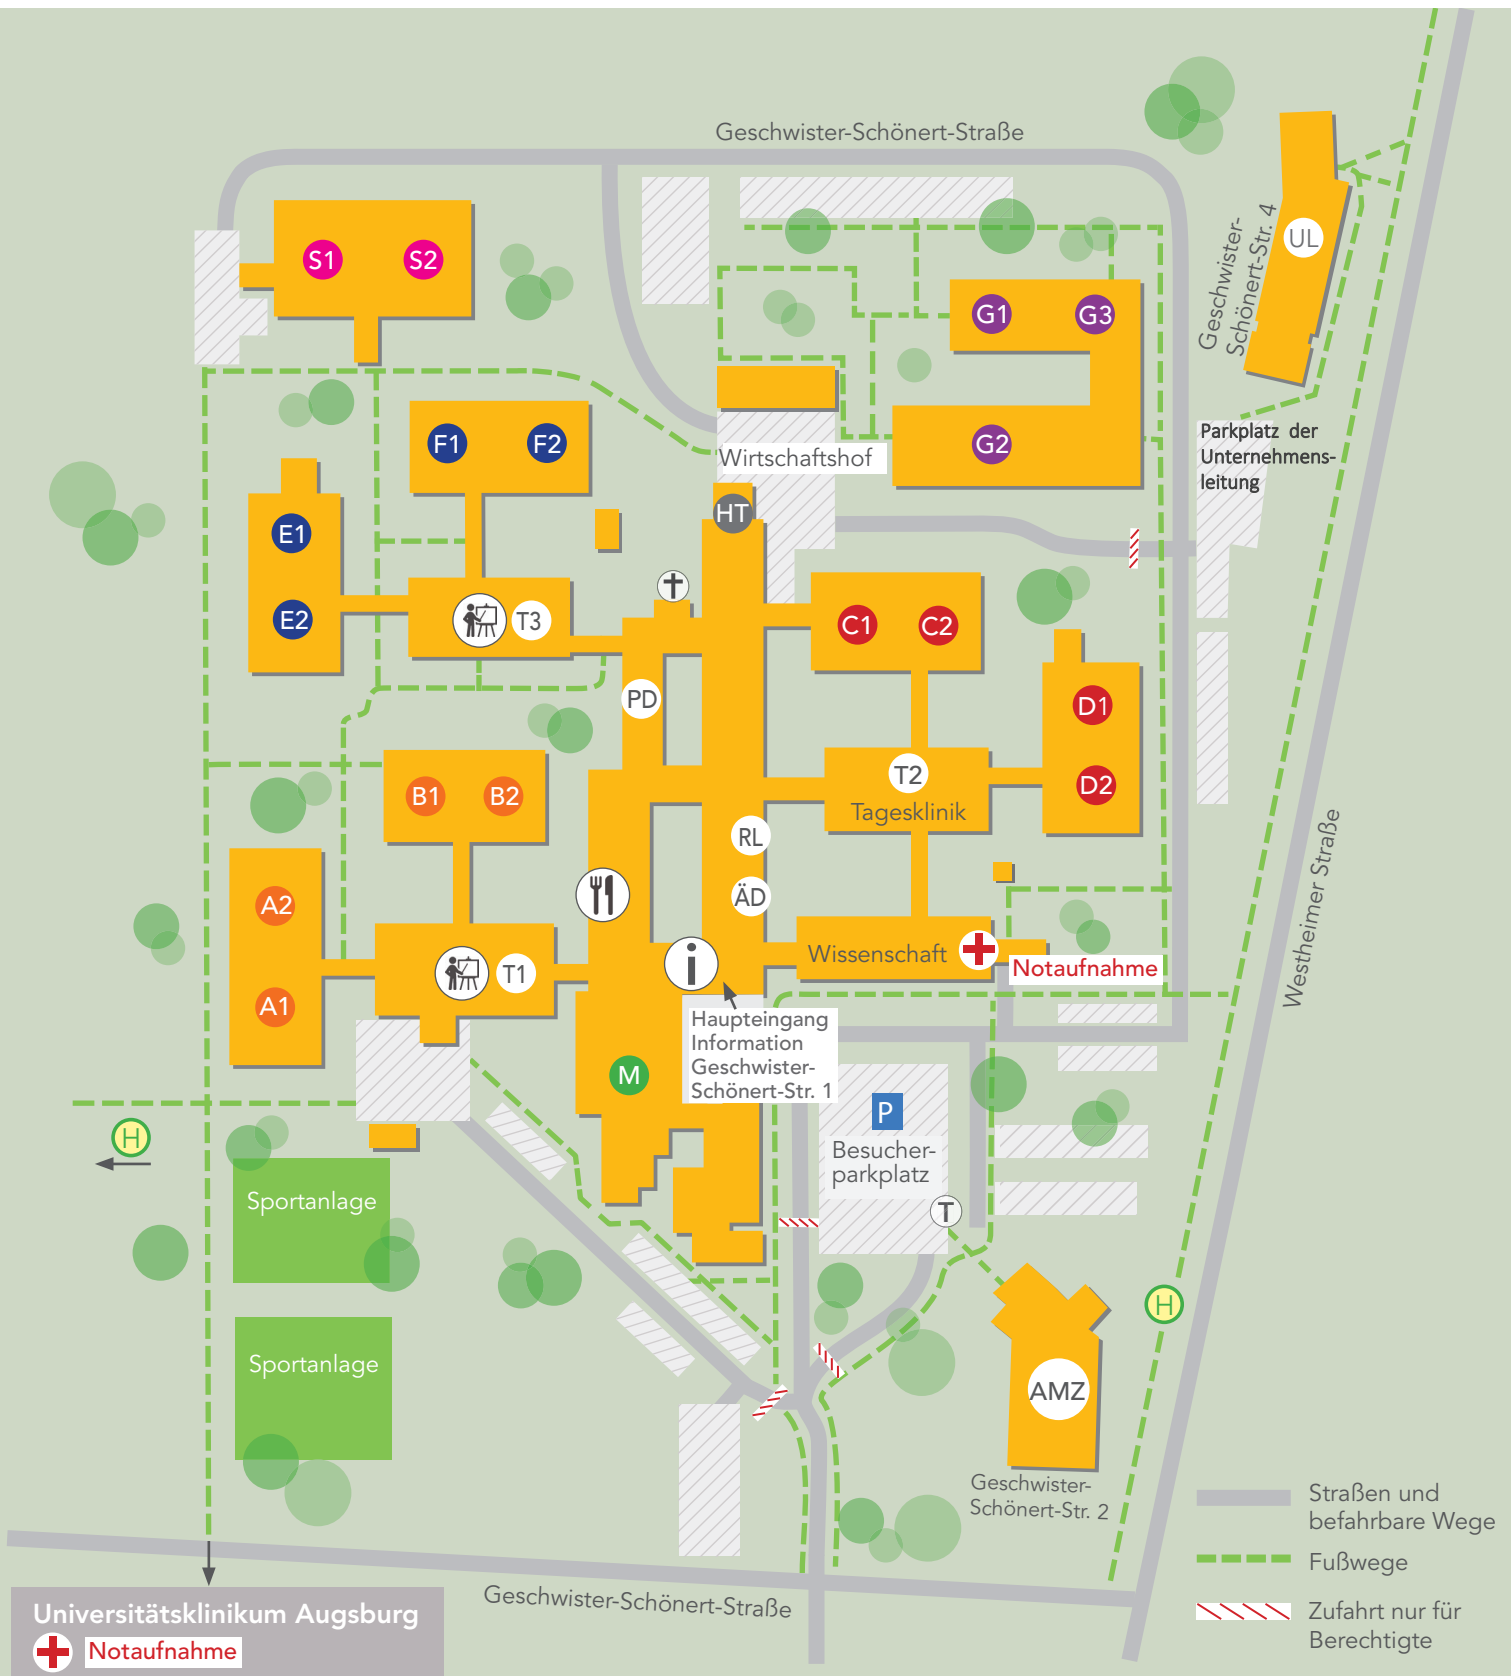 Geschwister-Schönert-Straße
Geschwister-
Schönert-Str. 4
UL
S1
S2
G1
G3
F1
F2
G2
Parkplatz der
Unternehmens-
leitung
Wirtschaftshof
HT
E1
E2
T3
C1
C2
PD
D1
D2
T2
Tagesklinik
B1
B2
RL
ÄD
A2
A1
T1
i
Wissenschaft
Notaufnahme
Westheimer Straße
Haupteingang
Information
Geschwister-
Schönert-Str. 1
M
P
Besucher-
parkplatz
H
T
Sportanlage
H
Sportanlage
AMZ
Geschwister-
Schönert-Str. 2
Straßen und
befahrbare Wege
Fußwege
Zufahrt nur für
Berechtigte
Geschwister-Schönert-Straße
Universitätsklinikum Augsburg
Notaufnahme